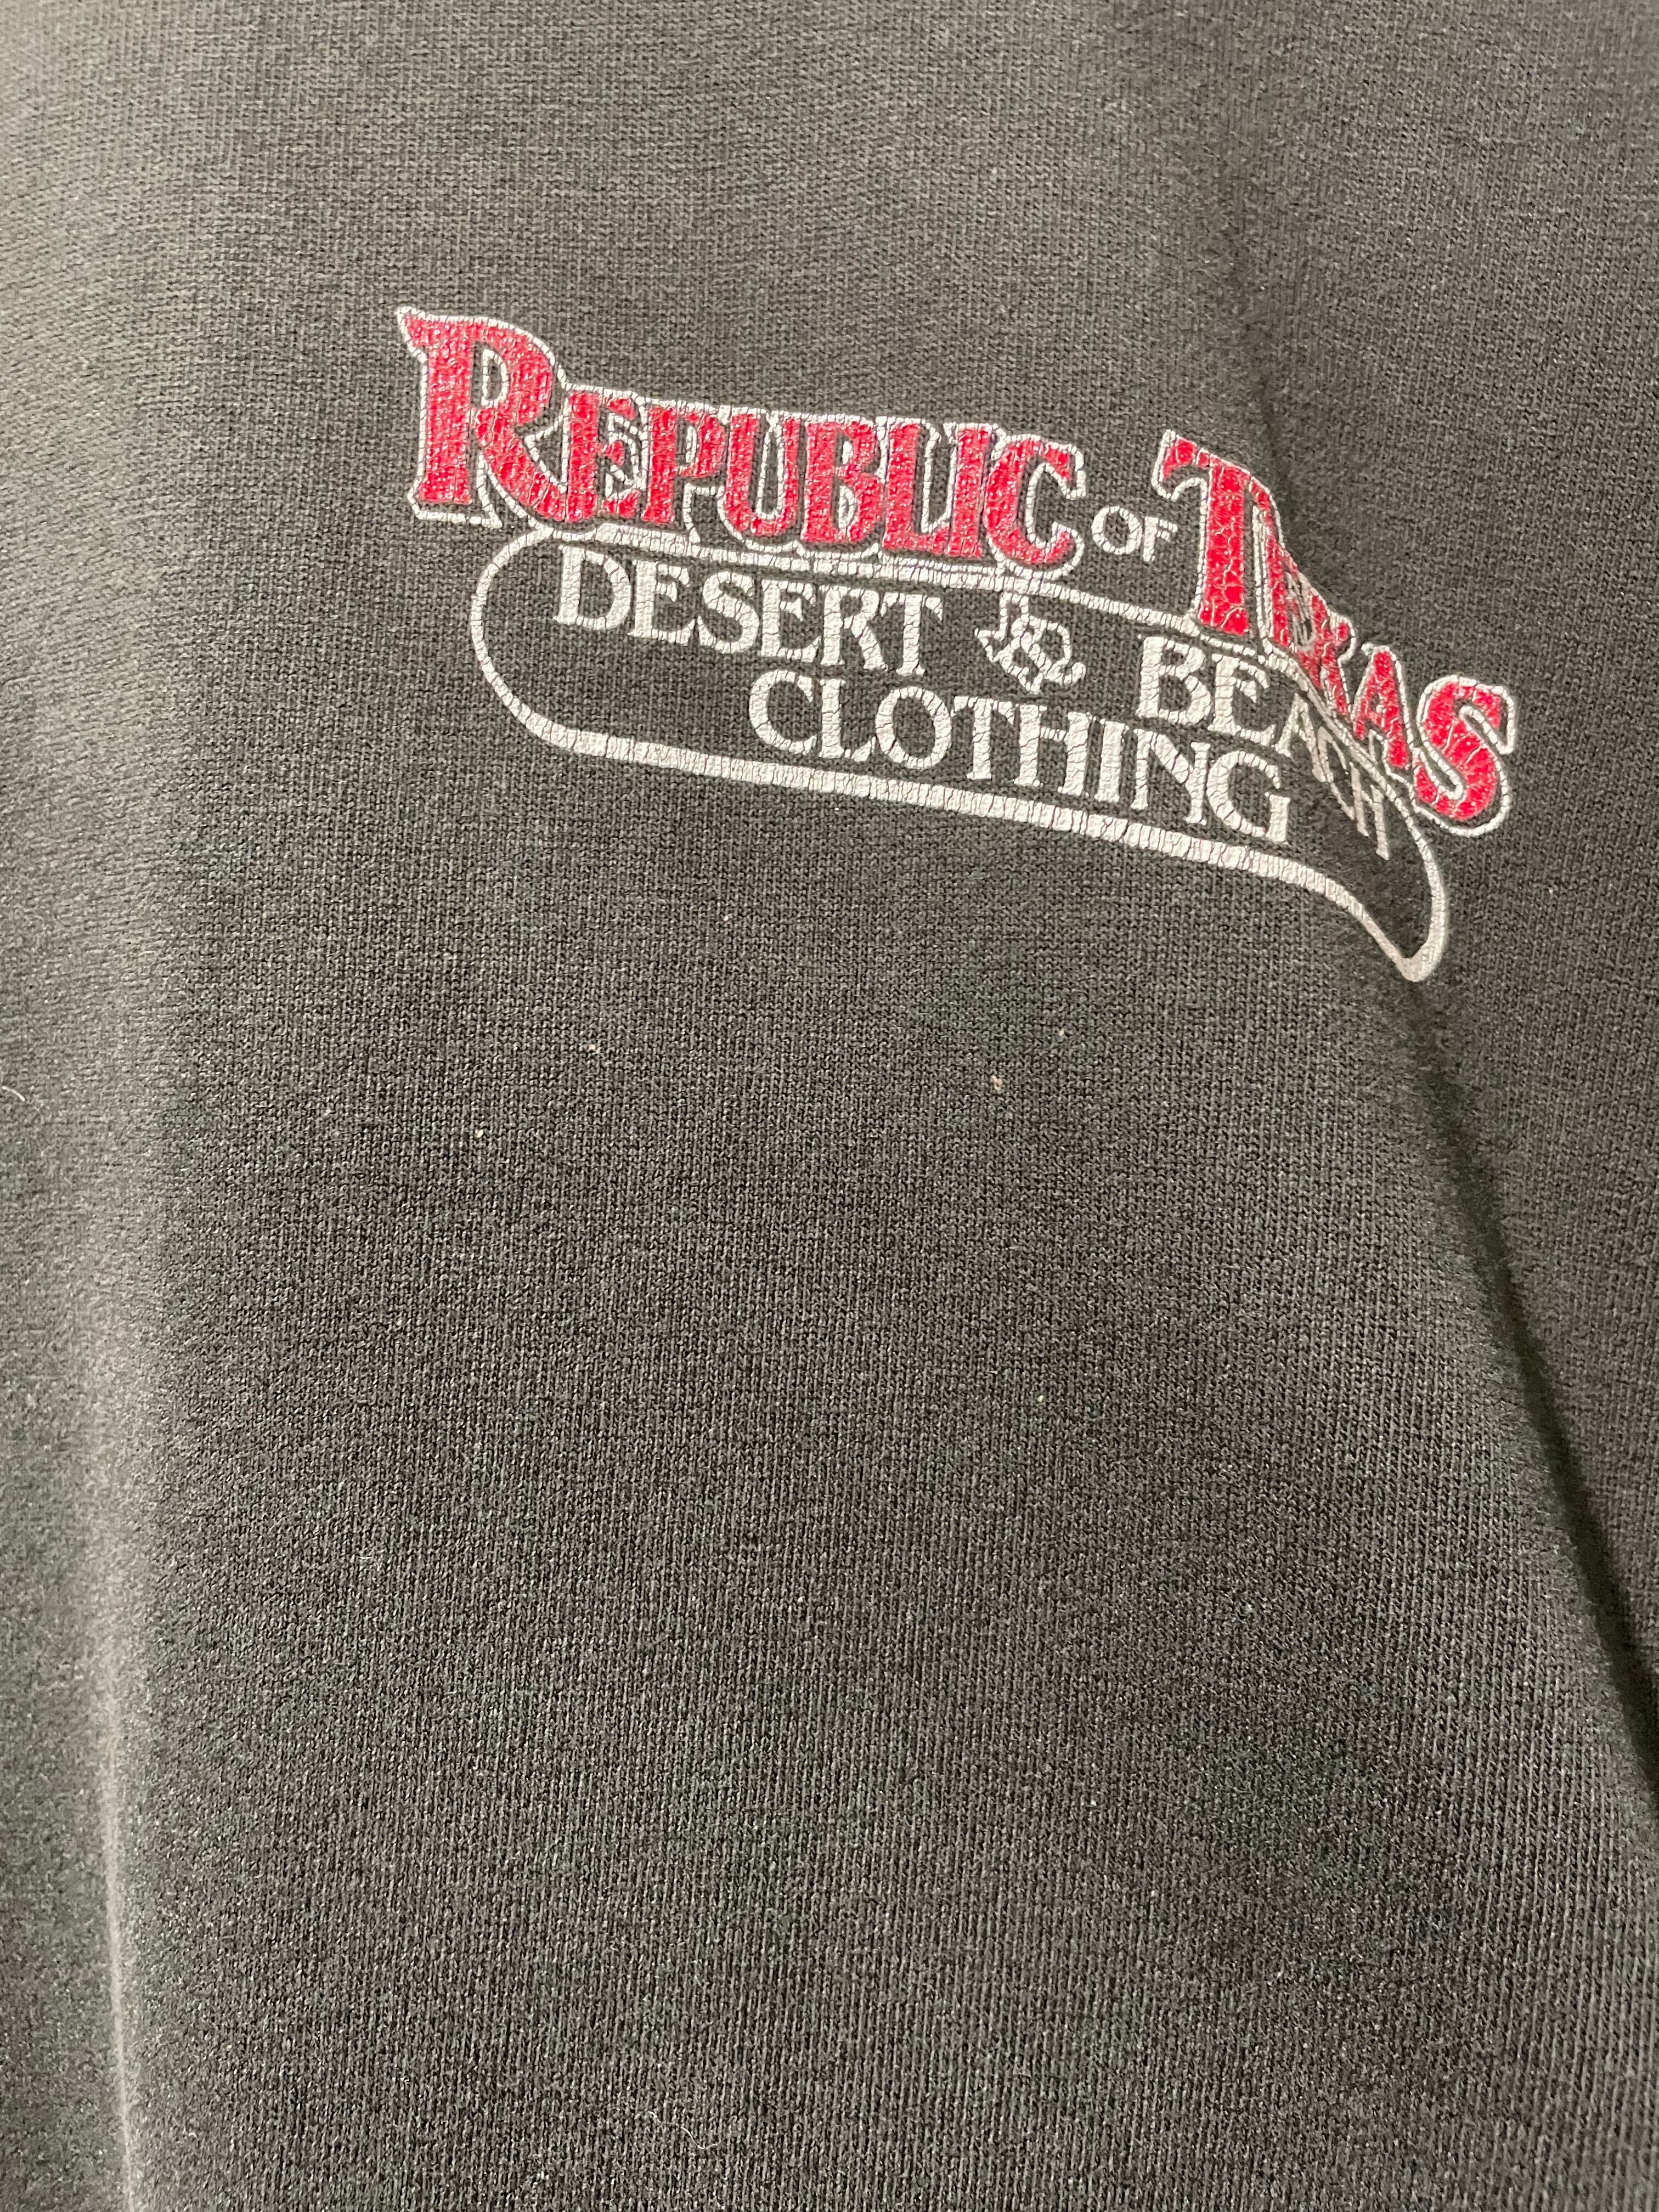 REPUBLIC OF TEXAS
DESERT & BEACH
CLOTHING